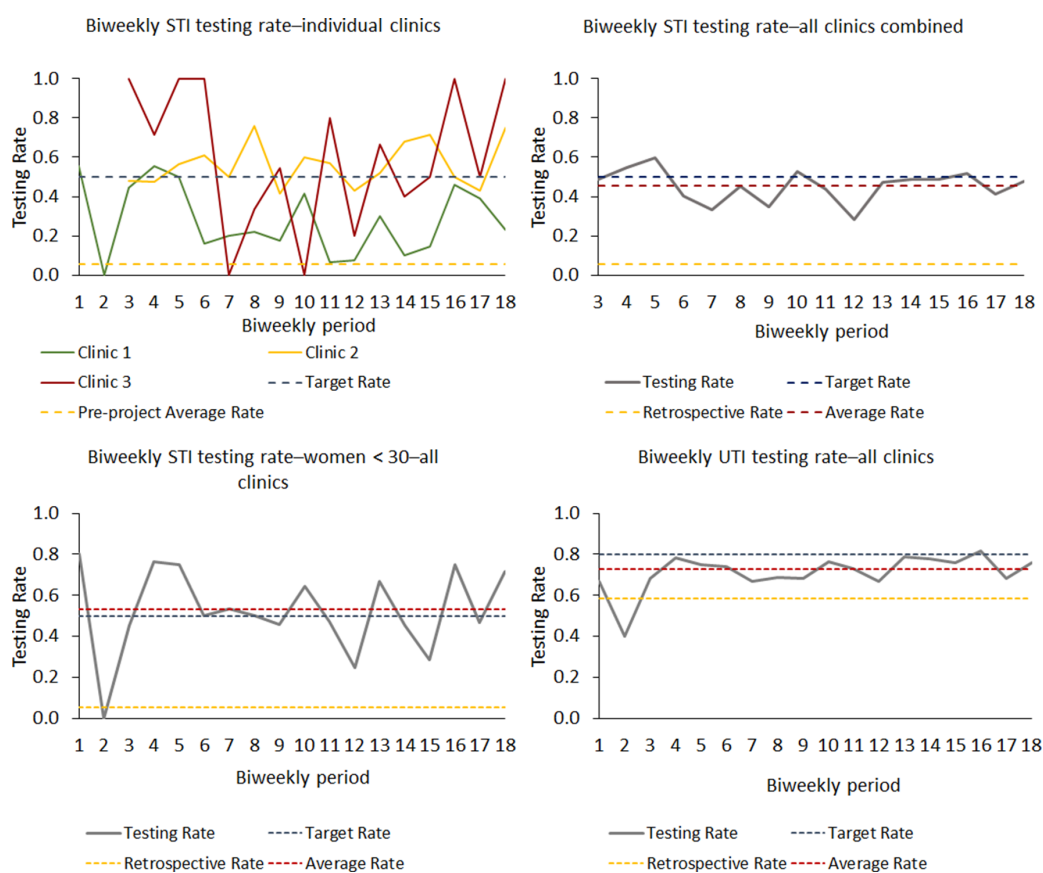 Biweekly STI testing rate–individual clinics
Testing Rate
1.0
0.8
0.6
0.4
0.2
0.0
1 2 3 4 5 6 7 8 9 10 11 12 13 14 15 16 17 18
Biweekly period
Clinic 1 Clinic 2
Clinic 3 Target Rate
Pre-project Average Rate
Biweekly STI testing rate–all clinics combined
Testing Rate
1.0
0.8
0.6
0.4
0.2
0.0
3 4 5 6 7 8 9 10 11 12 13 14 15 16 17 18
Biweekly period
Testing Rate Target Rate
Retrospective Rate Average Rate
Biweekly STI testing rate–women < 30–all
clinics
Testing Rate
1.0
0.8
0.6
0.4
0.2
0.0
1 2 3 4 5 6 7 8 9 10 11 12 13 14 15 16 17 18
Biweekly period
Testing Rate Target Rate
Retrospective Rate Average Rate
Biweekly UTI testing rate–all clinics
Testing Rate
1.0
0.8
0.6
0.4
0.2
0.0
1 2 3 4 5 6 7 8 9 10 11 12 13 14 15 16 17 18
Biweekly period
Testing Rate Target Rate
Retrospective Rate Average Rate